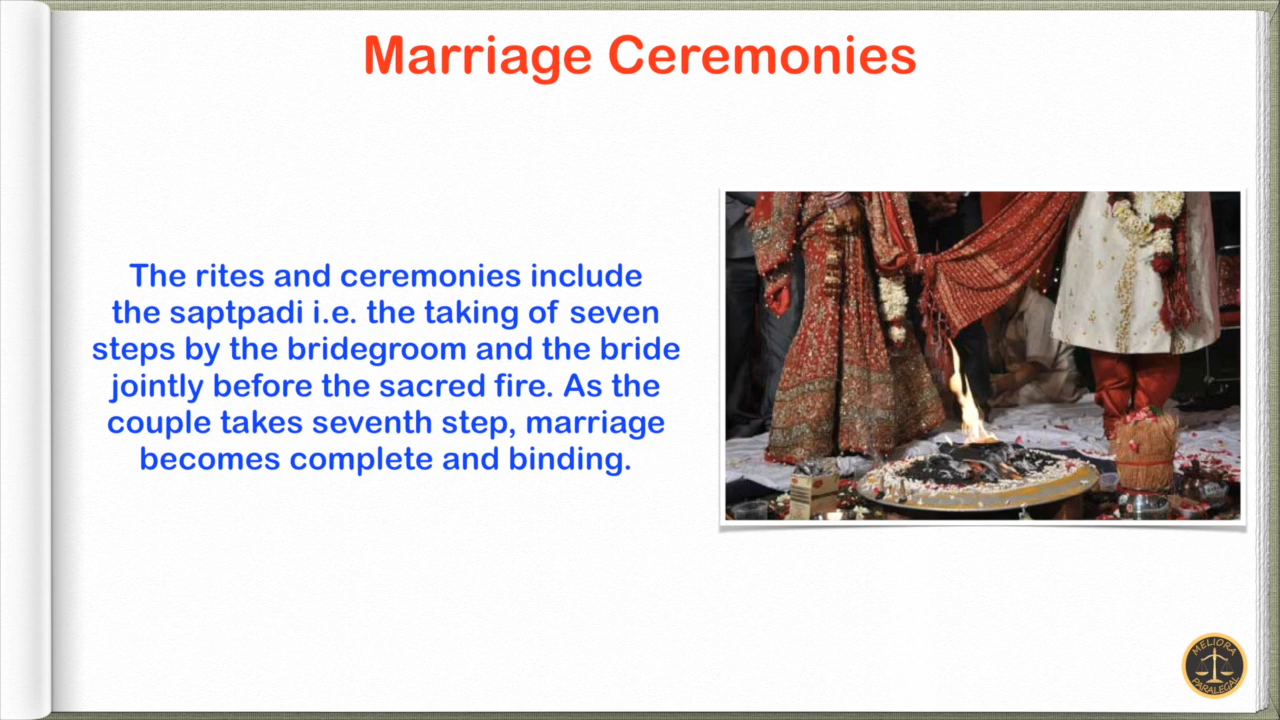 Marriage Ceremonies
The rites and ceremonies include
the saptpadi i.e. the taking of seven
steps by the bridegroom and the bride
jointly before the sacred fire. As the
couple takes seventh step, marriage
becomes complete and binding.
MELIORA
PARALEGAL